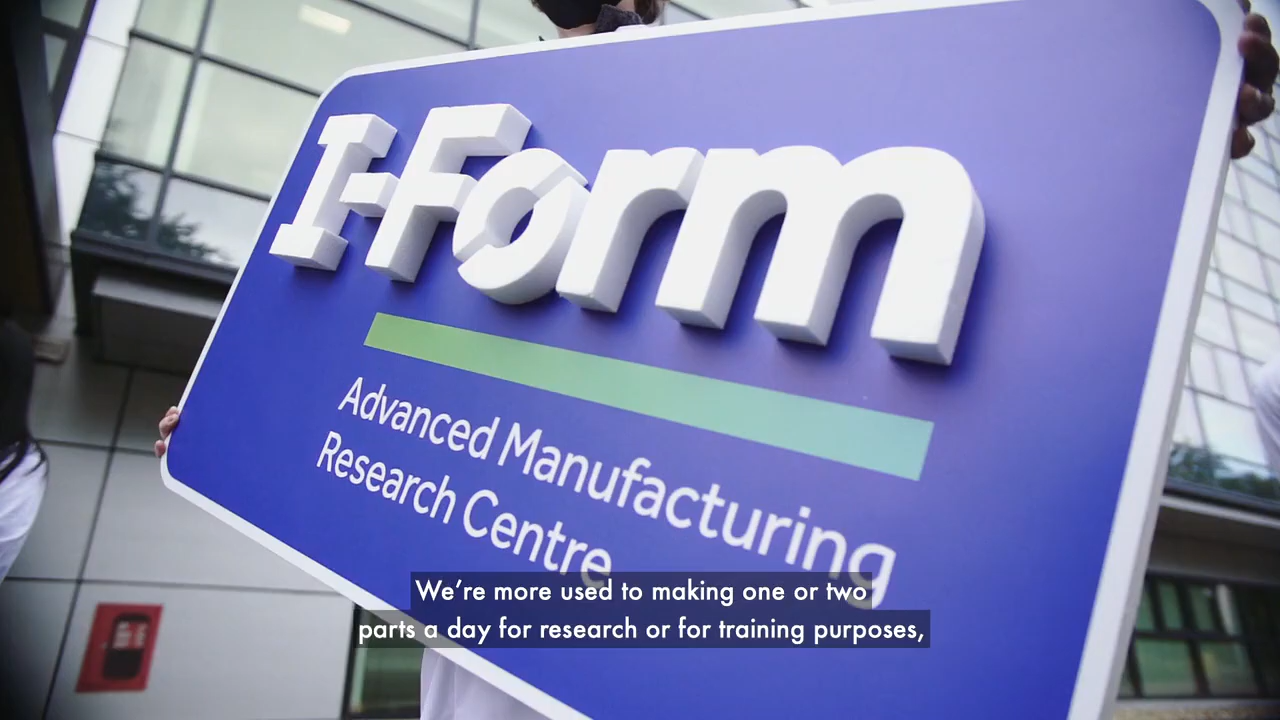 I-Form
Advanced Manufacturing
Research Centre
We're more used to making one or two
parts a day for research or for training purposes,